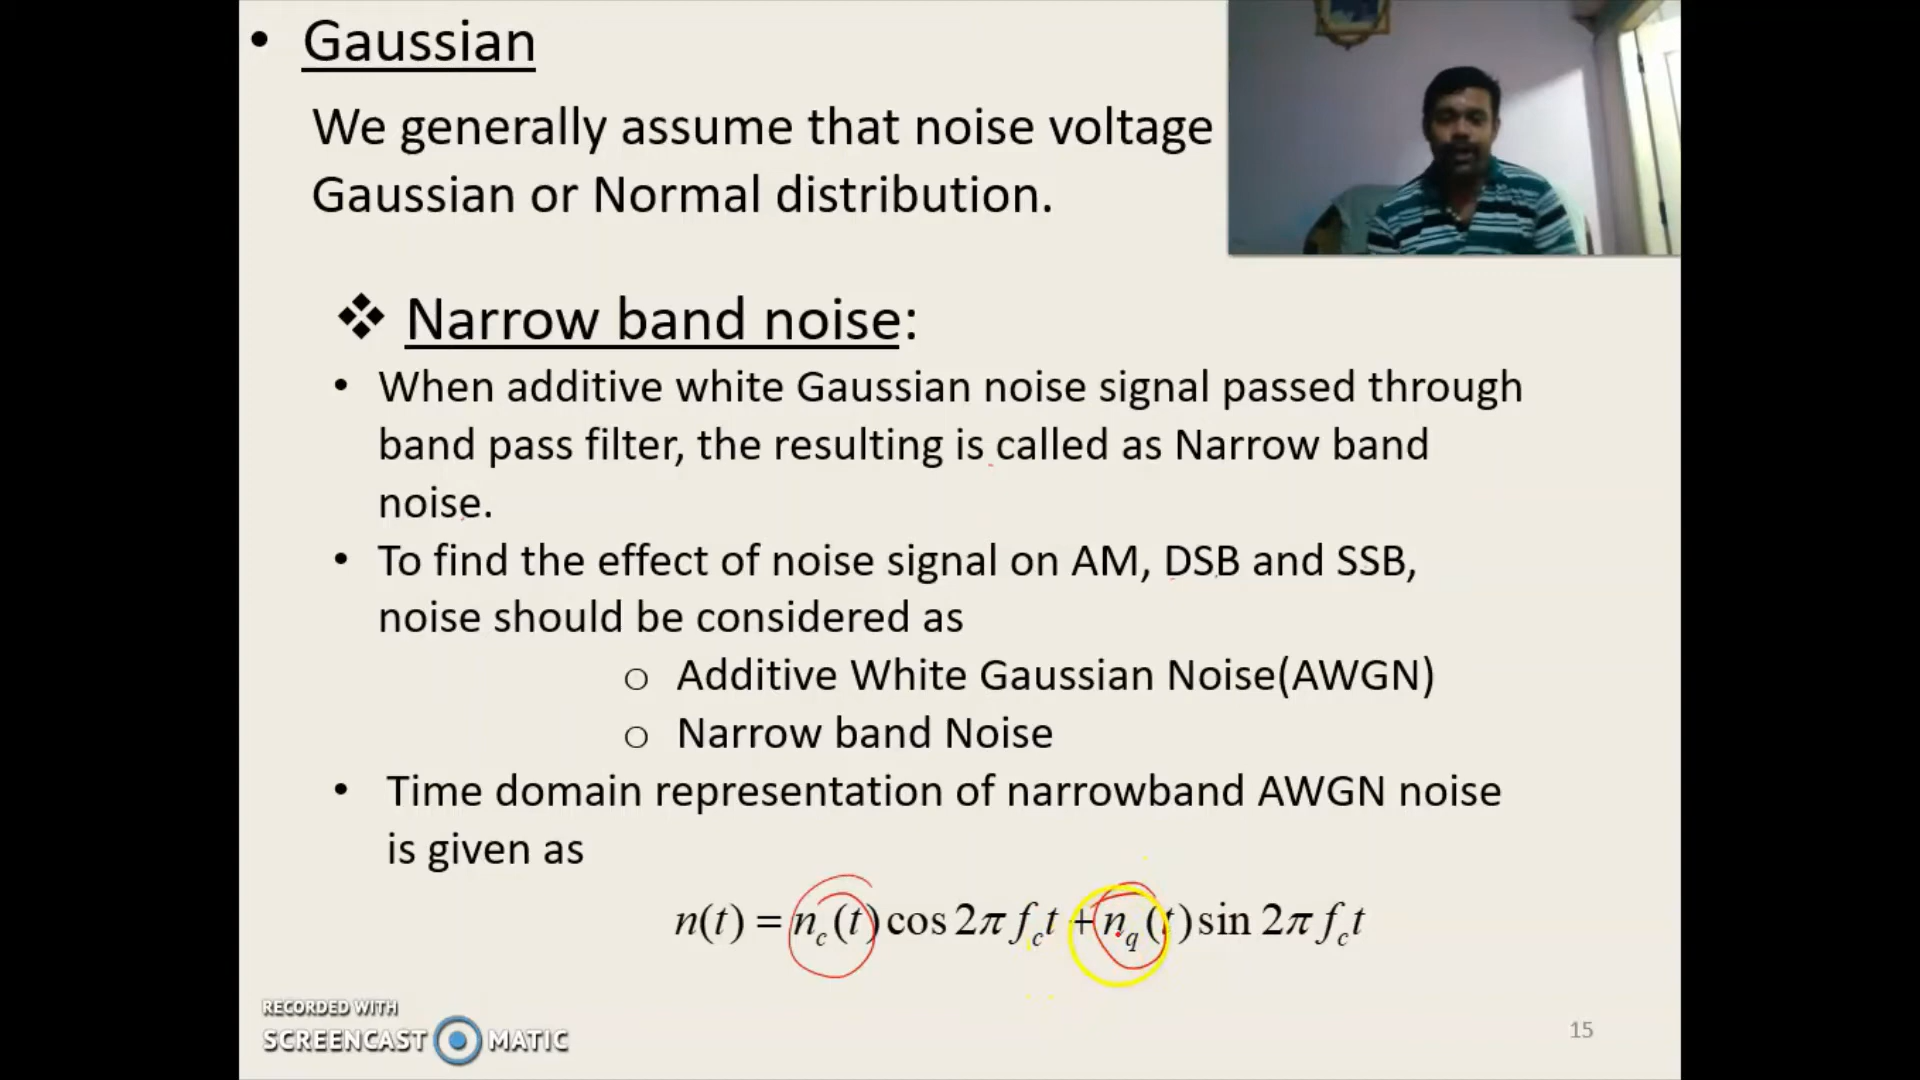 • Gaussian
We generally assume that noise voltage
Gaussian or Normal distribution.
❖ Narrow band noise:
• When additive white Gaussian noise signal passed through
band pass filter, the resulting is called as Narrow band
noise.
• To find the effect of noise signal on AM, DSB and SSB,
noise should be considered as
o Additive White Gaussian Noise(AWGN)
o Narrow band Noise
• Time domain representation of narrowband AWGN noise
is given as
n(t) = n_c(t) cos 2π f_c t + n_q(t) sin 2π f_c t
RECORDED WITH
SCREENCAST MATIC
15